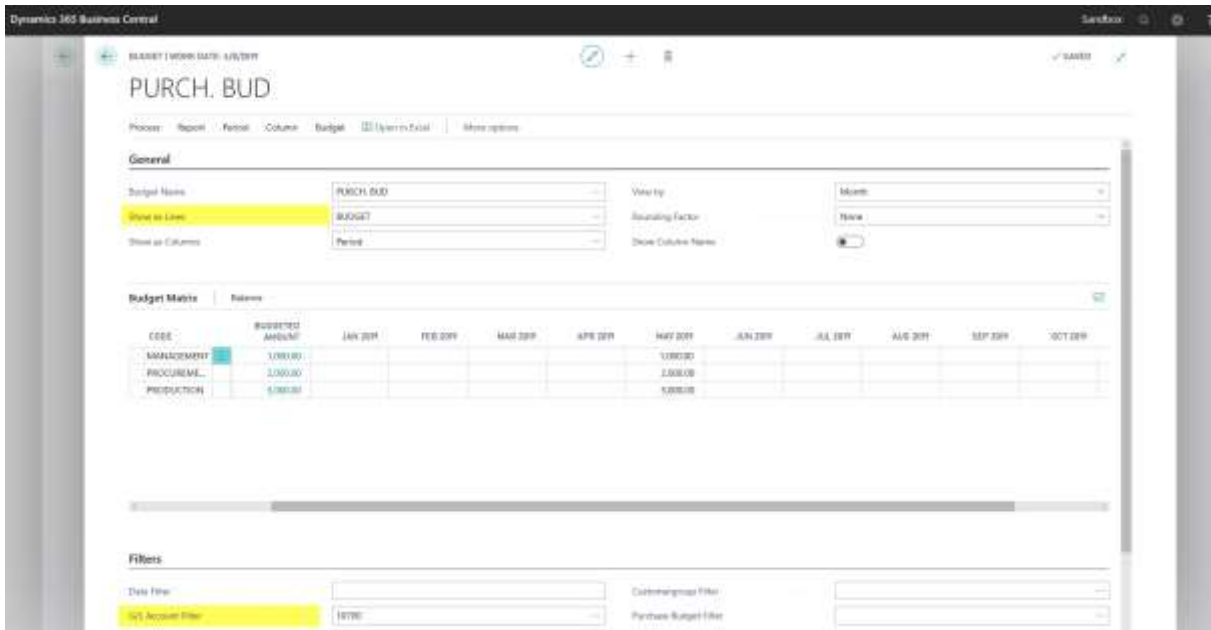 Dynamics 365 Business Central Sandbox
BUDGET | WORK DATE: 6/8/2019 ✓ SAVED
PURCH. BUD
Process Report Period Column Budget Open in Excel More options
General
Budget Name PURCH. BUD View by Month
Show as Lines BUDGET Rounding Factor None
Show as Columns Period Show Column Name
Budget Matrix Balance
CODE BUDGETED AMOUNT JAN 2019 FEB 2019 MAR 2019 APR 2019 MAY 2019 JUN 2019 JUL 2019 AUG 2019 SEP 2019 OCT 2019
MANAGEMENT 1,000.00 1,000.00
PROCUREME... 2,000.00 2,000.00
PRODUCTION 5,000.00 5,000.00
Filters
Date Filter Customergroup Filter
G/L Account Filter Purchase Budget Filter